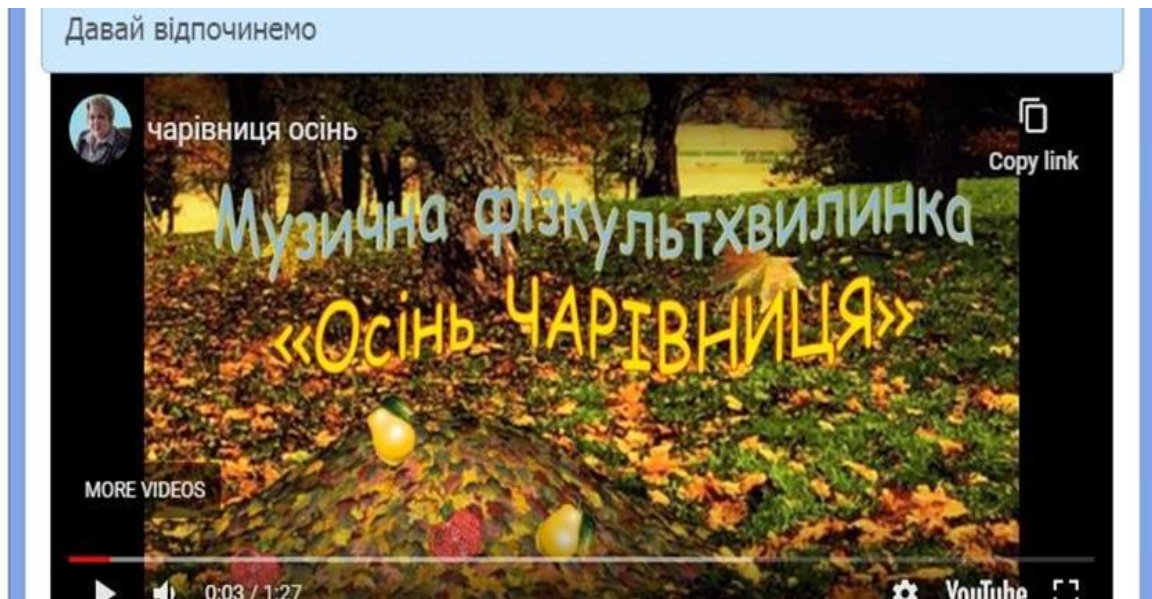 Давай відпочинемо
чарівниця осінь
Copy link
Музична фізкультхвилинка
«Осінь ЧАРІВНИЦЯ»
MORE VIDEOS
0:03 / 1:27
YouTube